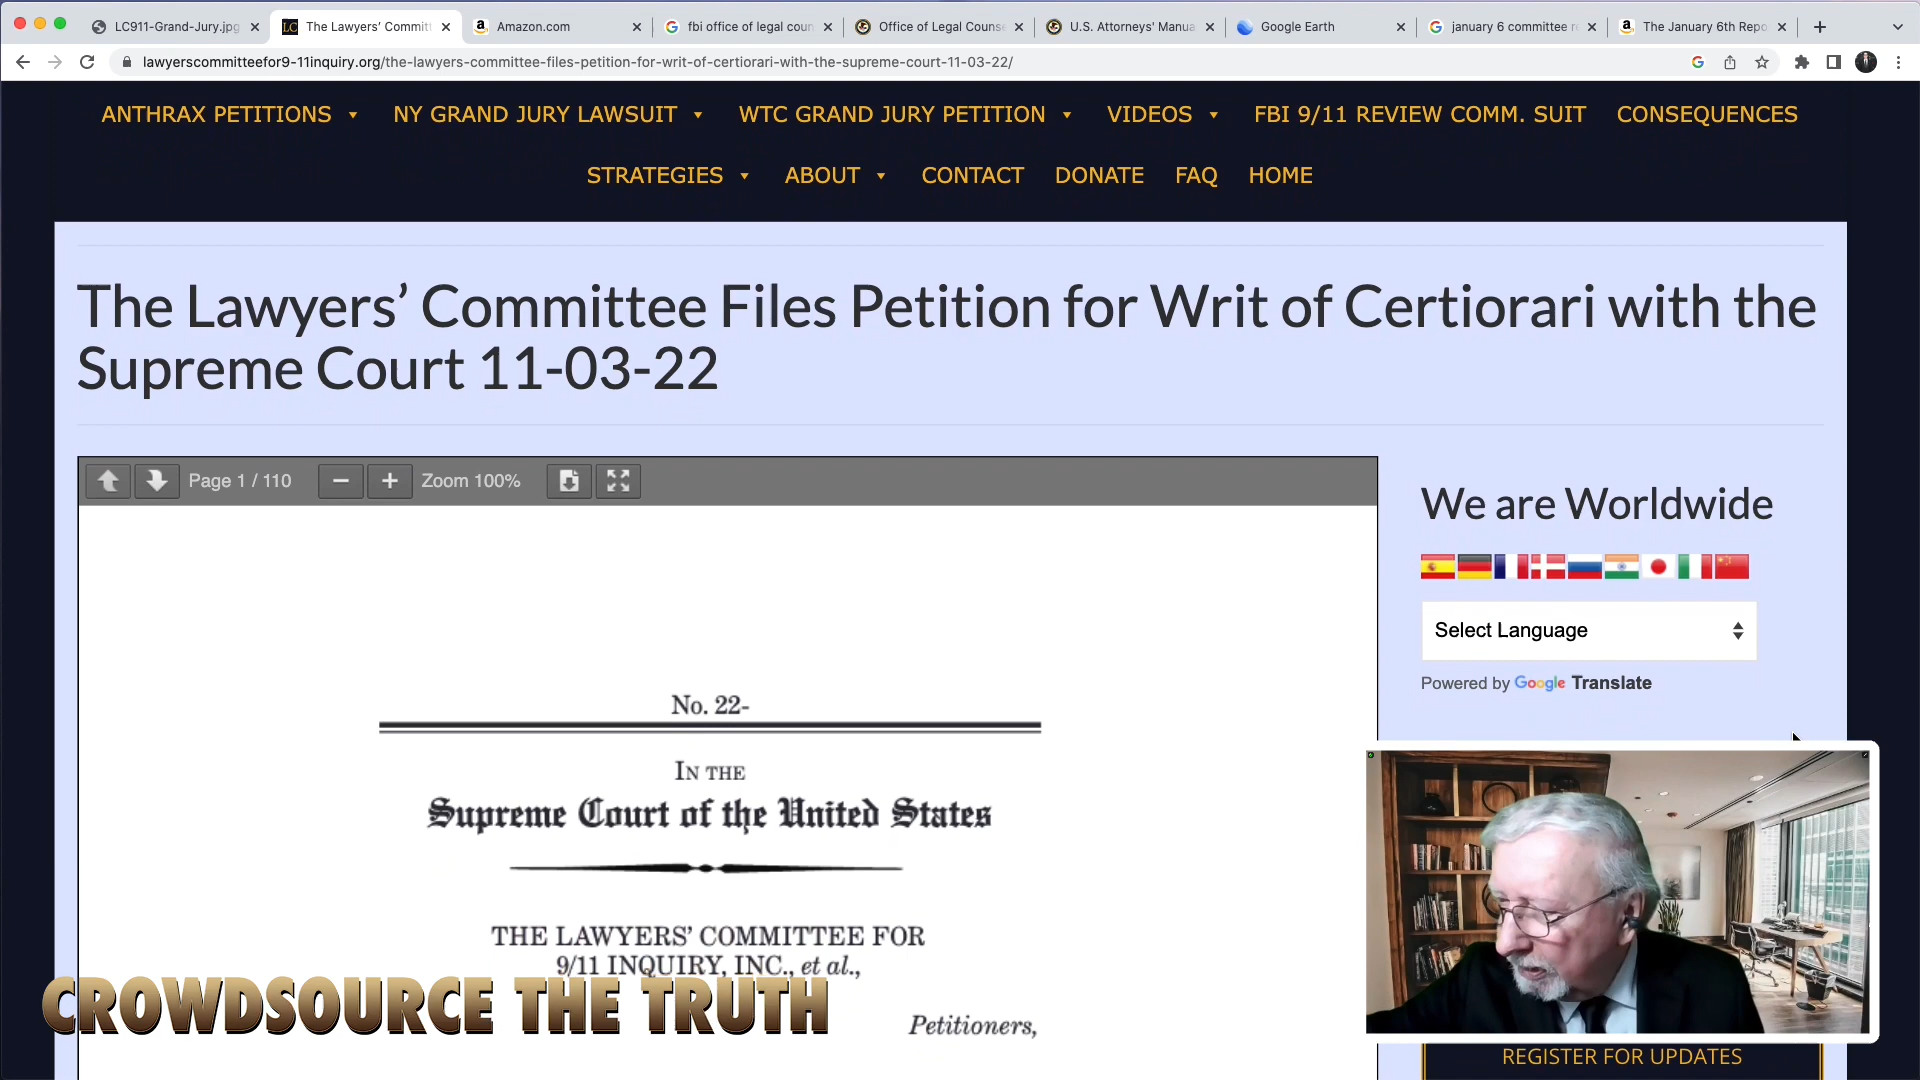 LC911-Grand-Jury.jpg
The Lawyers’ Committ
Amazon.com
fbi office of legal coun
Office of Legal Counse
U.S. Attorneys' Manua
Google Earth
january 6 committee r
The January 6th Repo
lawyerscommitteefor9-11inquiry.org/the-lawyers-committee-files-petition-for-writ-of-certiorari-with-the-supreme-court-11-03-22/
ANTHRAX PETITIONS NY GRAND JURY LAWSUIT WTC GRAND JURY PETITION VIDEOS FBI 9/11 REVIEW COMM. SUIT CONSEQUENCES
STRATEGIES ABOUT CONTACT DONATE FAQ HOME
The Lawyers’ Committee Files Petition for Writ of Certiorari with the
Supreme Court 11-03-22
Page 1 / 110 Zoom 100%
We are Worldwide
Select Language
Powered by Google Translate
No. 22-
IN THE
Supreme Court of the United States
THE LAWYERS’ COMMITTEE FOR
9/11 INQUIRY, INC., et al.,
Petitioners,
CROWDSOURCE THE TRUTH
REGISTER FOR UPDATES